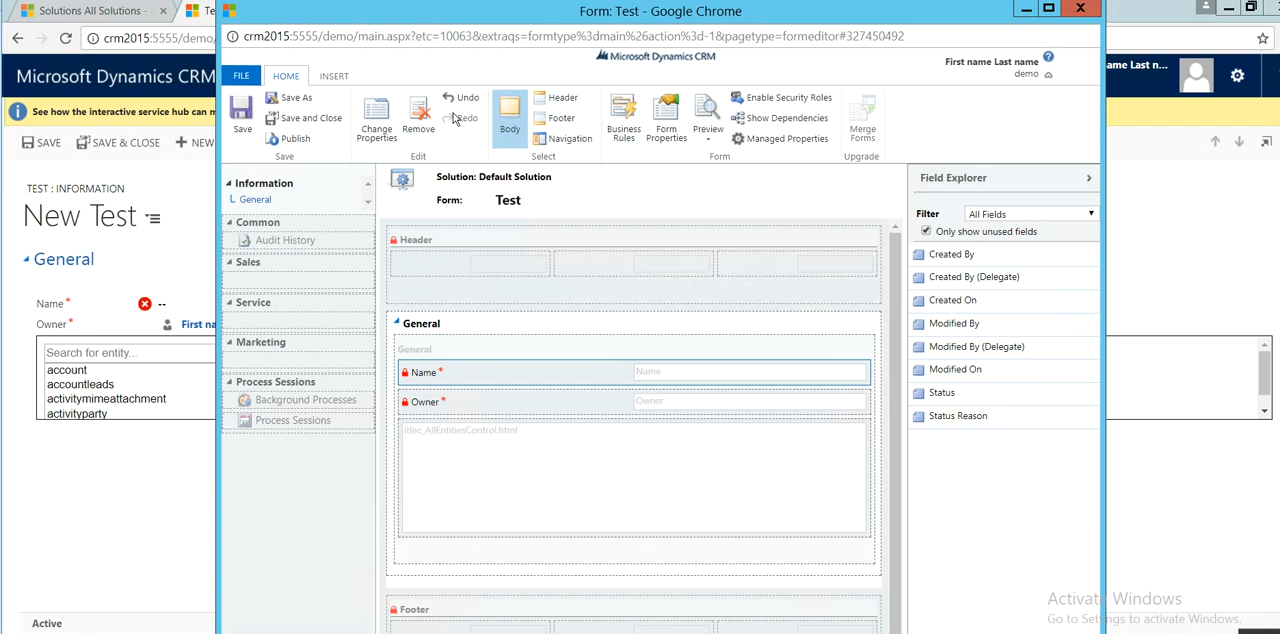 Solutions All Solutions -
Te
Form: Test - Google Chrome
crm2015:5555/demo/
crm2015:5555/demo/main.aspx?etc=10063&extraqs=formtype%3dmain%26action%3d-1&pagetype=formeditor#327450492
Microsoft Dynamics CRM
Microsoft Dynamics CRM
First name Last name
demo
ame Last n...
See how the interactive service hub can m
SAVE
SAVE & CLOSE
NEW
FILE
HOME
INSERT
Save
Save As
Save and Close
Publish
Save
Change Properties
Remove
Undo
Redo
Edit
Body
Header
Footer
Navigation
Select
Business Rules
Form Properties
Preview
Enable Security Roles
Show Dependencies
Managed Properties
Form
Merge Forms
Upgrade
TEST : INFORMATION
New Test
General
Name*
--
Owner*
First na
Search for entity...
account
accountleads
activitymimeattachment
activityparty
Active
Information
General
Common
Audit History
Sales
Service
Marketing
Process Sessions
Background Processes
Process Sessions
Solution: Default Solution
Form: Test
Header
General
General
Name*
Name
Owner*
Owner
itlec_AllEntitiesControl.html
Footer
Field Explorer
Filter
All Fields
Only show unused fields
Created By
Created By (Delegate)
Created On
Modified By
Modified By (Delegate)
Modified On
Status
Status Reason
Activate Windows
Go to Settings to activate Windows.